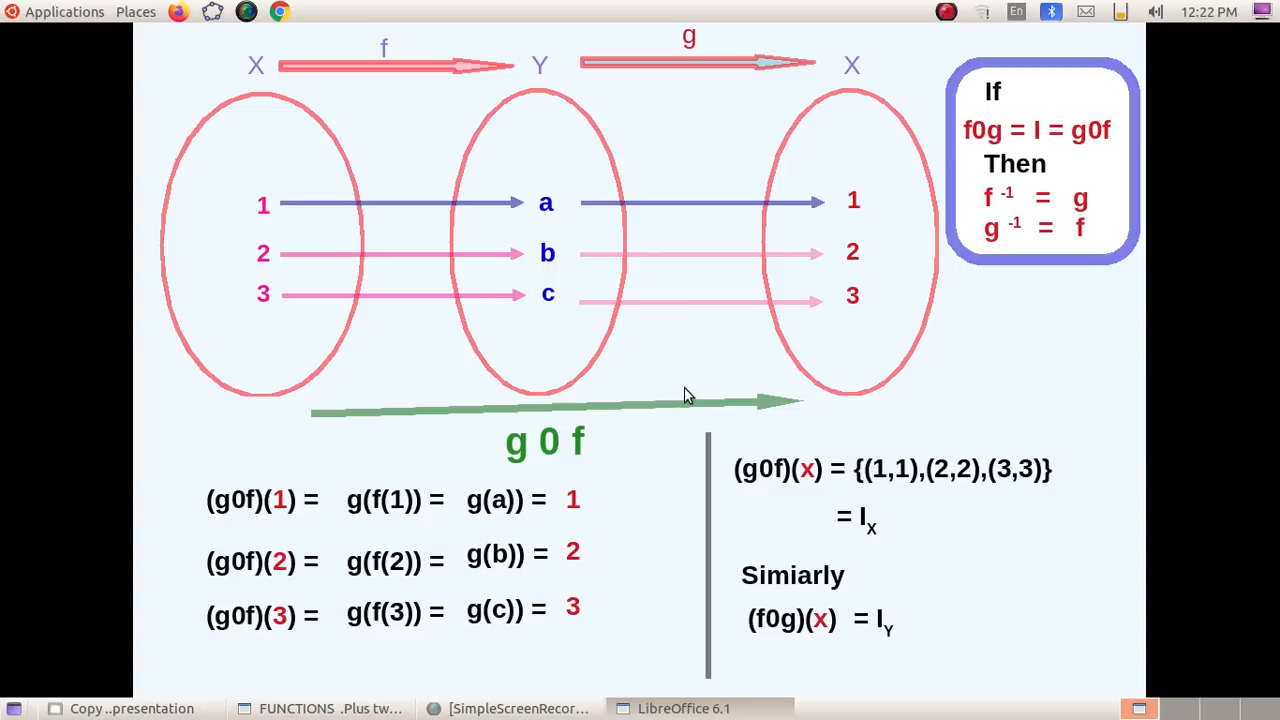 Applications Places En 12:22 PM
f g
X Y X
If
f0g = I = g0f
Then
f -1 = g
g -1 = f
1 a 1
2 b 2
3 c 3
g 0 f
(g0f)(1) = g(f(1)) = g(a)) = 1
(g0f)(2) = g(f(2)) = g(b)) = 2
(g0f)(3) = g(f(3)) = g(c)) = 3
(g0f)(x) = {(1,1),(2,2),(3,3)}
= IX
Simiarly
(f0g)(x) = IY
Copy ..presentation FUNCTIONS .Plus tw... [SimpleScreenRecor... LibreOffice 6.1